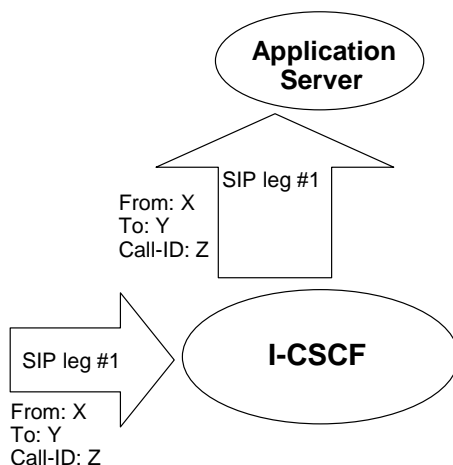 Application
Server
SIP leg #1
From: X
To: Y
Call-ID: Z
I-CSCF
SIP leg #1
From: X
To: Y
Call-ID: Z